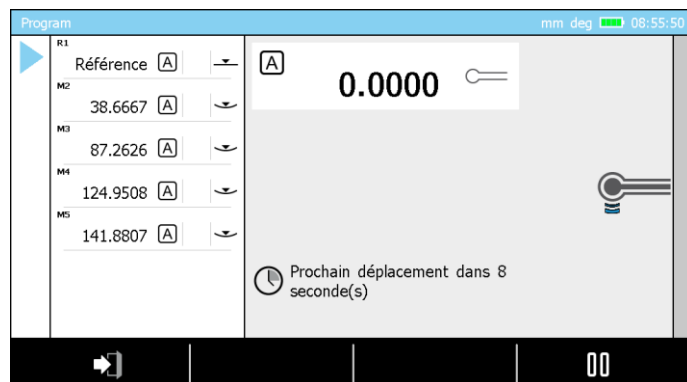 Program mm deg 08:55:50
R1
Référence A
M2
38.6667 A
M3
87.2626 A
M4
124.9508 A
M5
141.8807 A
A
0.0000
Prochain déplacement dans 8
seconde(s)